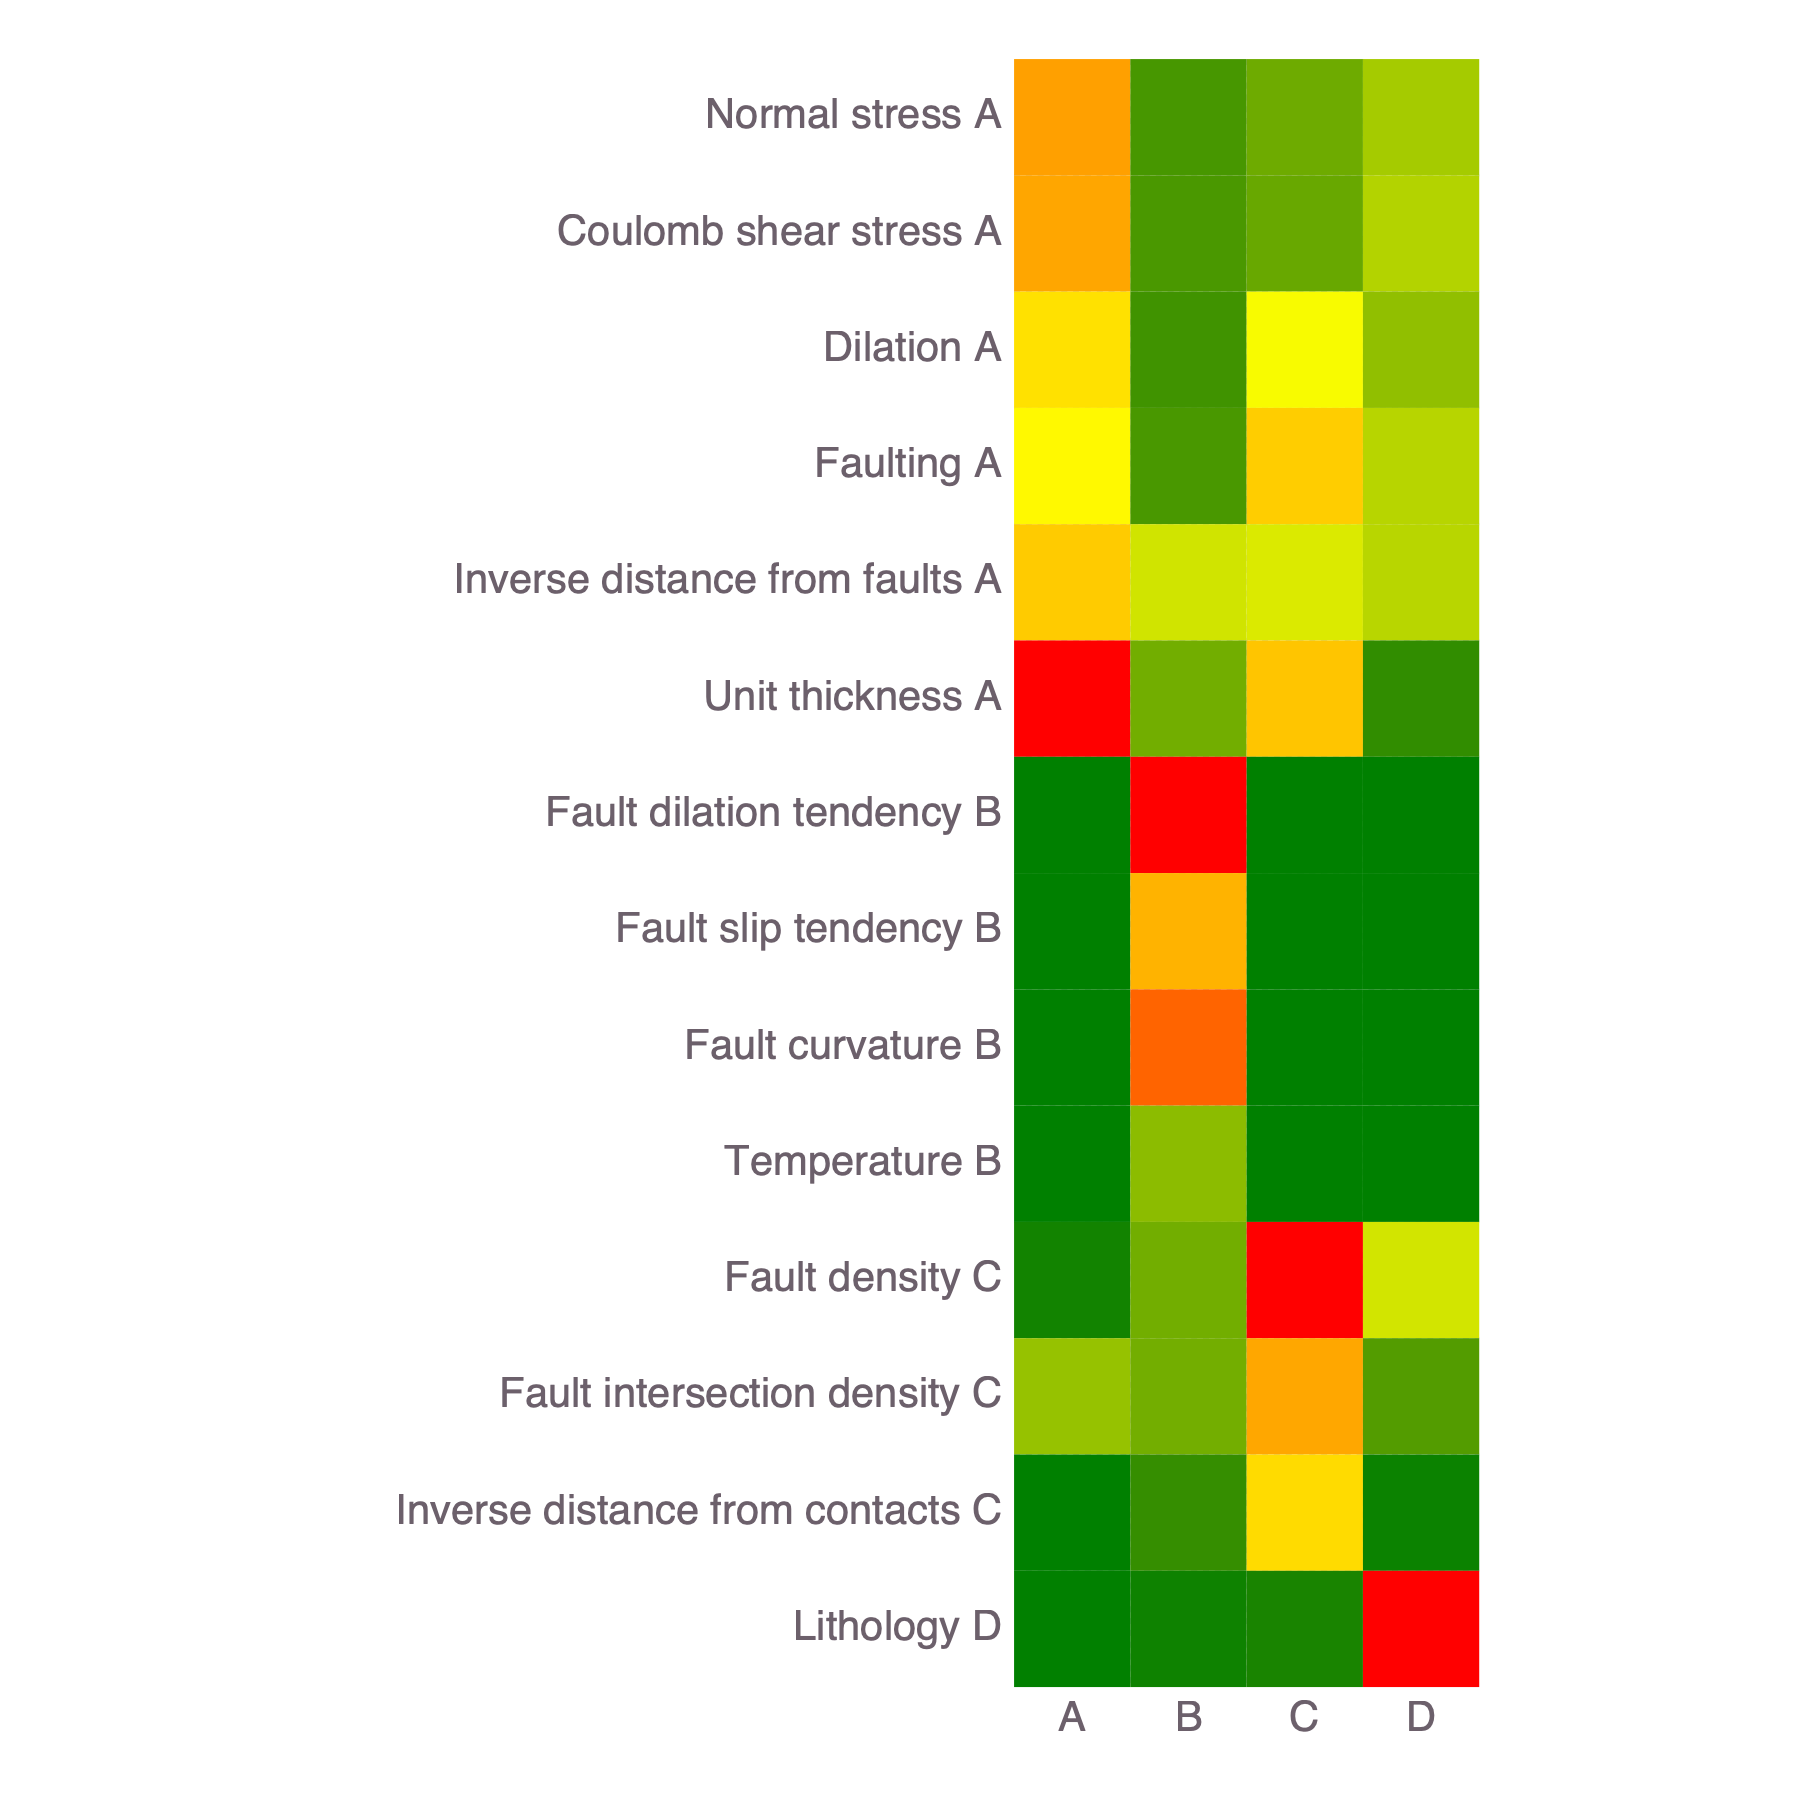 Normal stress A
Coulomb shear stress A
Dilation A
Faulting A
Inverse distance from faults A
Unit thickness A
Fault dilation tendency B
Fault slip tendency B
Fault curvature B
Temperature B
Fault density C
Fault intersection density C
Inverse distance from contacts C
Lithology D
A B C D